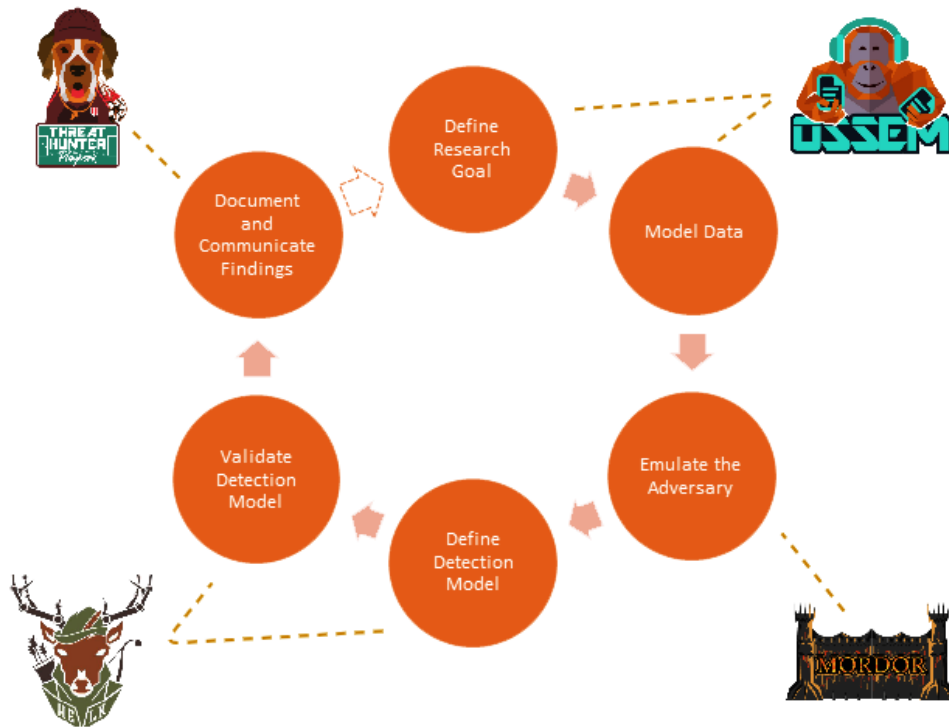 THREAT
HUNTER
Playbook
OSSEM
Define
Research
Goal
Document
and
Communicate
Findings
Model Data
Validate
Detection
Model
Emulate the
Adversary
Define
Detection
Model
HELK
MORDOR